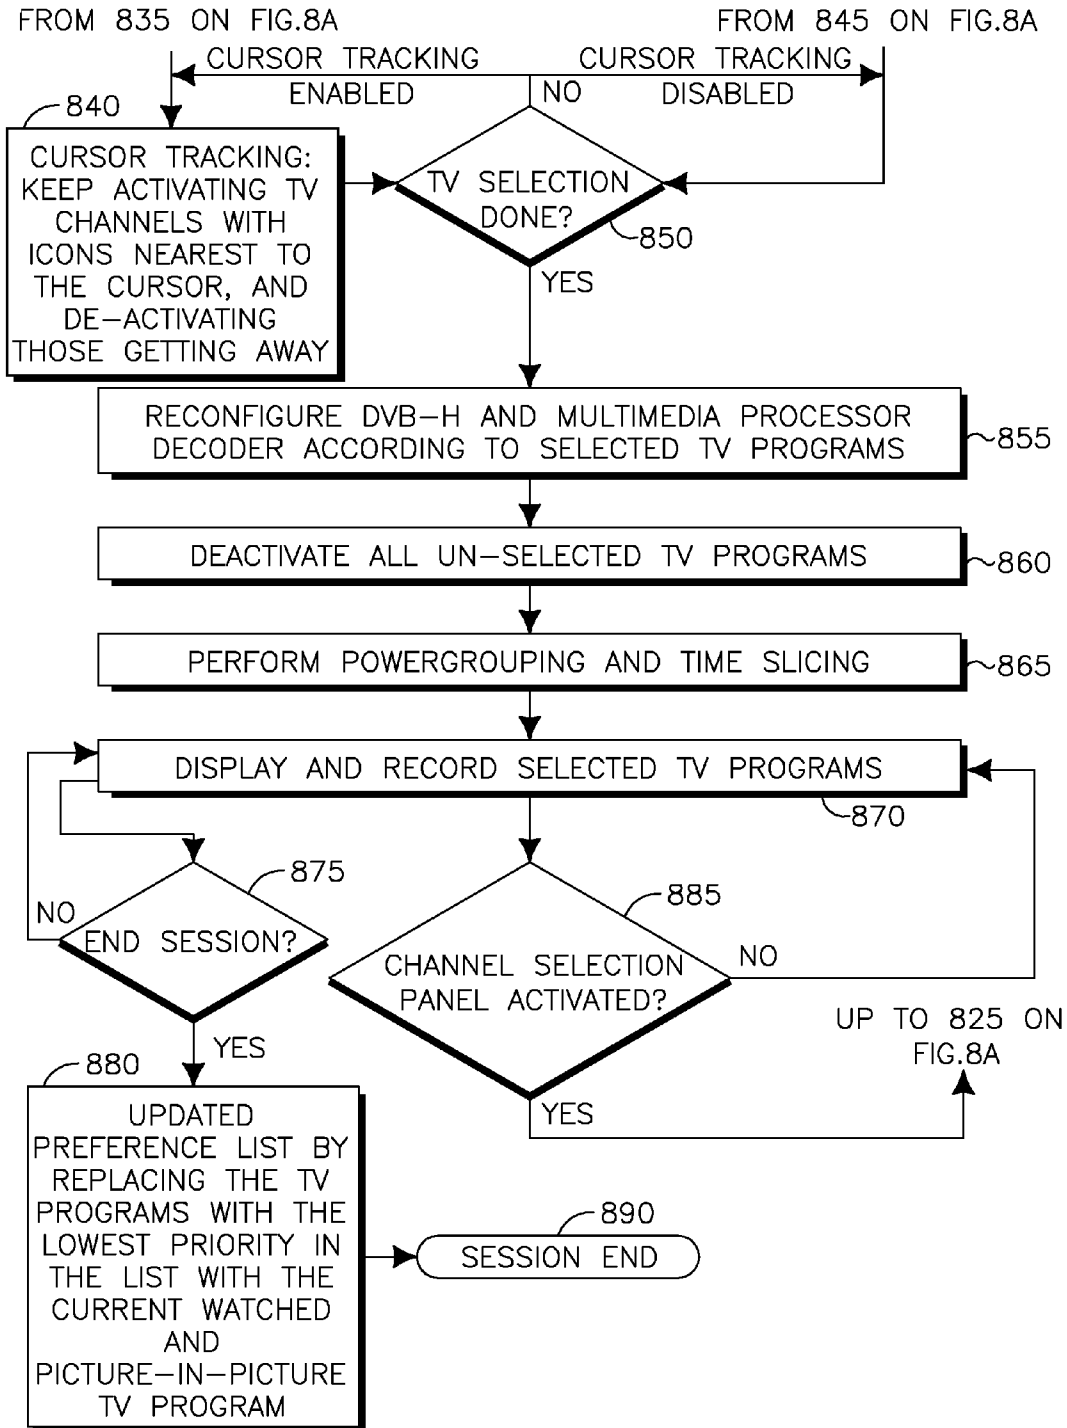 FROM 835 ON FIG.8A
FROM 845 ON FIG.8A
CURSOR TRACKING
ENABLED
CURSOR TRACKING
DISABLED
NO
840
CURSOR TRACKING:
KEEP ACTIVATING TV
CHANNELS WITH
ICONS NEAREST TO
THE CURSOR, AND
DE-ACTIVATING
THOSE GETTING AWAY
TV SELECTION
DONE?
850
YES
RECONFIGURE DVB-H AND MULTIMEDIA PROCESSOR
DECODER ACCORDING TO SELECTED TV PROGRAMS
855
DEACTIVATE ALL UN-SELECTED TV PROGRAMS
860
PERFORM POWERGROUPING AND TIME SLICING
865
DISPLAY AND RECORD SELECTED TV PROGRAMS
870
875
NO
END SESSION?
YES
885
CHANNEL SELECTION
PANEL ACTIVATED?
NO
YES
UP TO 825 ON
FIG.8A
880
UPDATED
PREFERENCE LIST BY
REPLACING THE TV
PROGRAMS WITH THE
LOWEST PRIORITY IN
THE LIST WITH THE
CURRENT WATCHED
AND
PICTURE-IN-PICTURE
TV PROGRAM
890
SESSION END